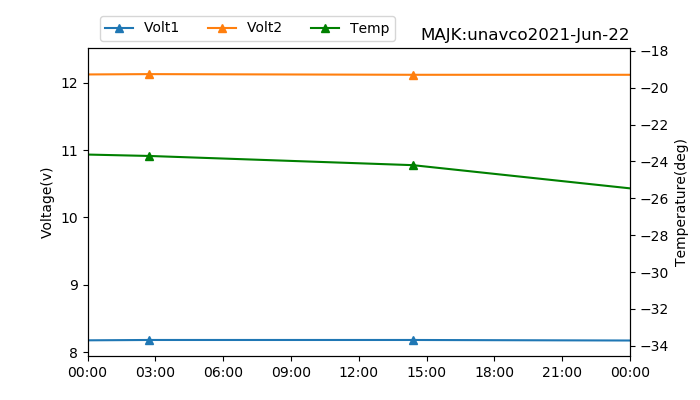 Volt1 Volt2 Temp
MAJK:unavco2021-Jun-22
Voltage(v)
12
11
10
9
8
00:00 03:00 06:00 09:00 12:00 15:00 18:00 21:00 00:00
−18
−20
−22
−24
−26
−28
−30
−32
−34
Temperature(deg)